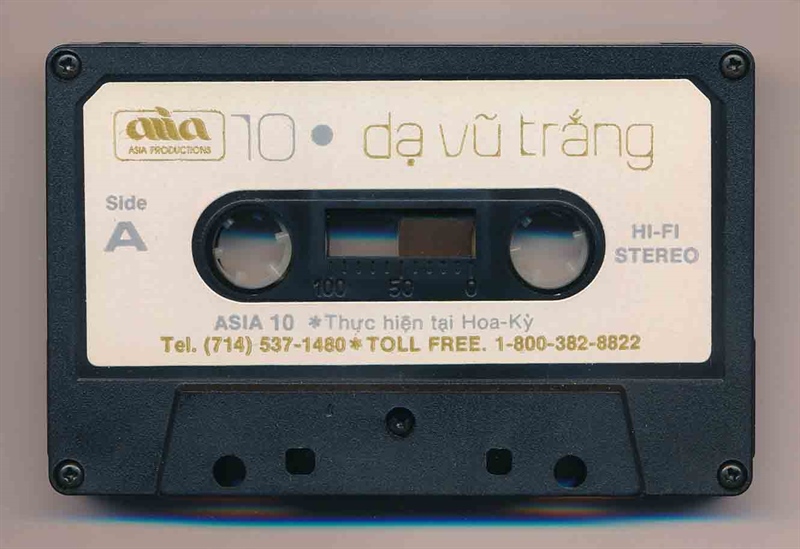 asia 10 • dạ vũ trắng
ASIA PRODUCTIONS
Side
A
HI-FI
STEREO
100 50 0
ASIA 10 *Thực hiện tại Hoa-Kỳ
Tel. (714) 537-1480*TOLL FREE. 1-800-382-8822